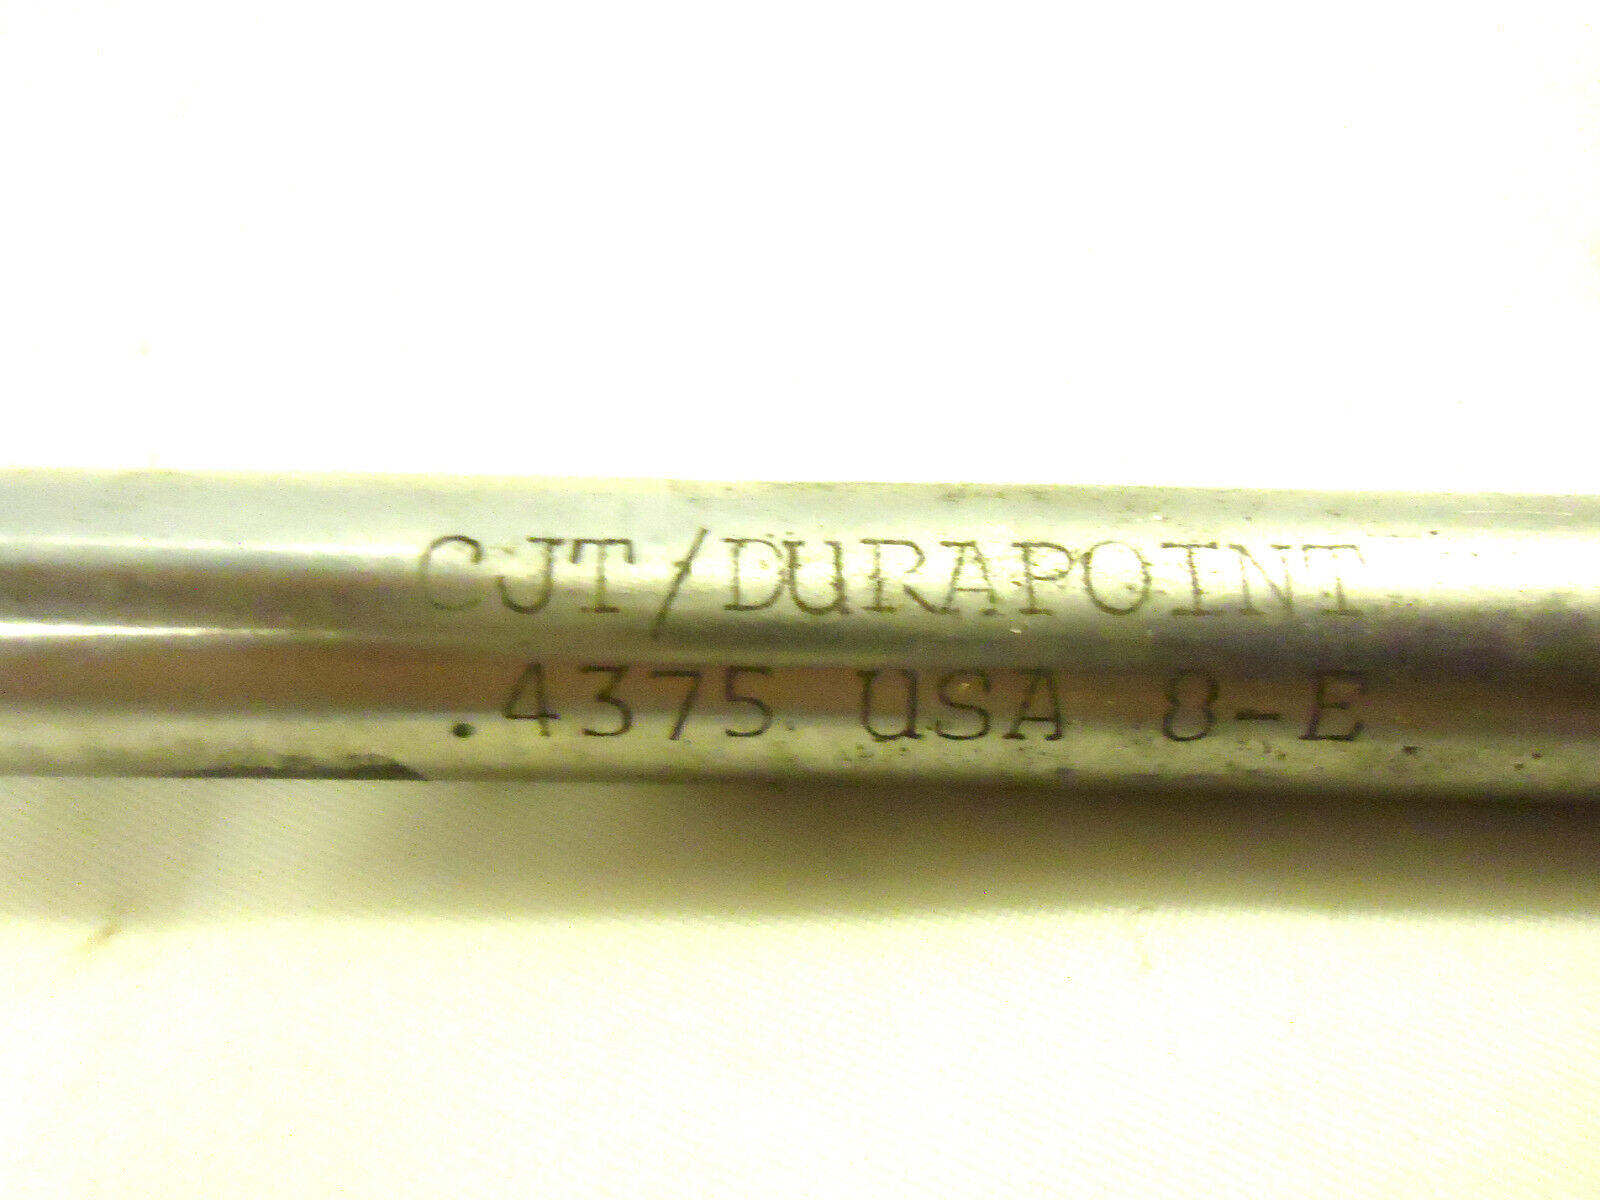 CJT/DURAPOINT
.4375 USA 8-E